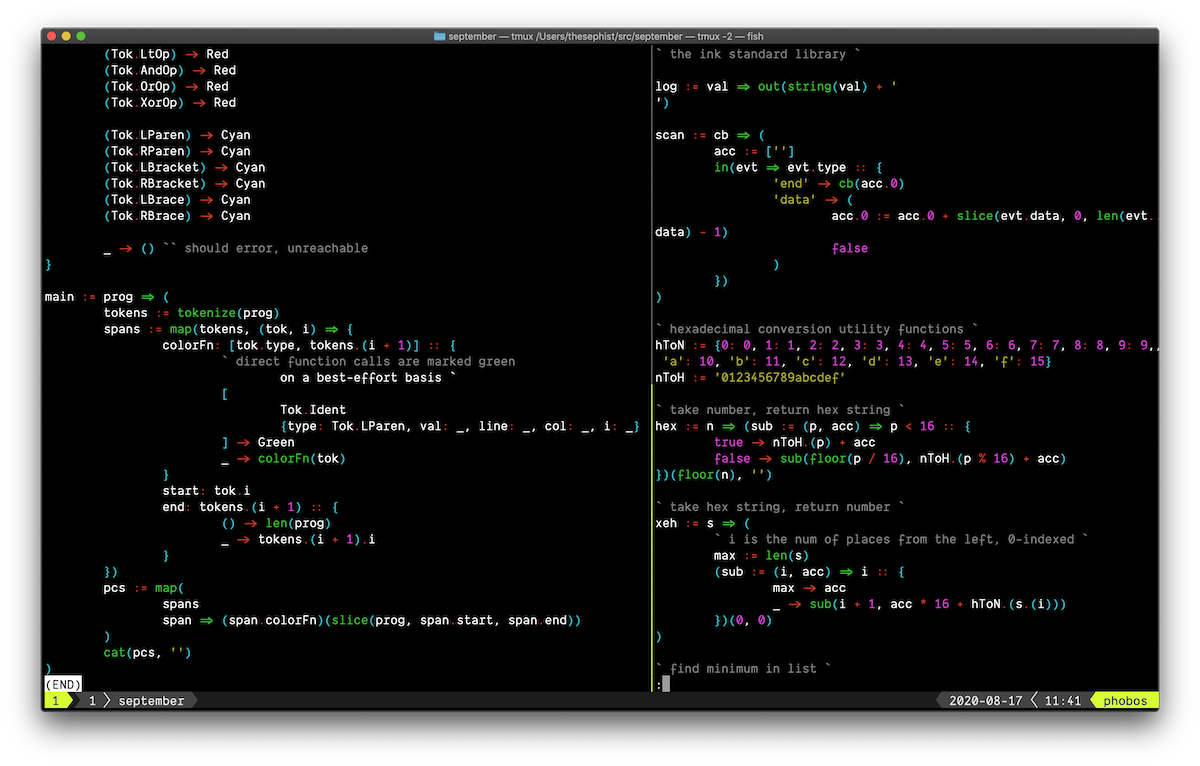 september — tmux /Users/thesephist/src/september — tmux -2 — fish
(Tok.LtOp) → Red
(Tok.AndOp) → Red
(Tok.OrOp) → Red
(Tok.XorOp) → Red
(Tok.LParen) → Cyan
(Tok.RParen) → Cyan
(Tok.LBracket) → Cyan
(Tok.RBracket) → Cyan
(Tok.LBrace) → Cyan
(Tok.RBrace) → Cyan
_ → () `` should error, unreachable
}
main := prog ⇒ (
tokens := tokenize(prog)
spans := map(tokens, (tok, i) ⇒ {
colorFn: [tok.type, tokens.(i + 1)] :: {
` direct function calls are marked green
on a best-effort basis `
[
Tok.Ident
{type: Tok.LParen, val: _, line: _, col: _, i: _}
] → Green
_ → colorFn(tok)
}
start: tok.i
end: tokens.(i + 1) :: {
() → len(prog)
_ → tokens.(i + 1).i
}
})
pcs := map(
spans
span ⇒ (span.colorFn)(slice(prog, span.start, span.end))
)
cat(pcs, '')
)
(END)
` the ink standard library `
log := val ⇒ out(string(val) + '
')
scan := cb ⇒ (
acc := ['']
in(evt ⇒ evt.type :: {
'end' → cb(acc.0)
'data' → (
acc.0 := acc.0 + slice(evt.data, 0, len(evt.
data) - 1)
false
)
})
)
` hexadecimal conversion utility functions `
hToN := {0: 0, 1: 1, 2: 2, 3: 3, 4: 4, 5: 5, 6: 6, 7: 7, 8: 8, 9: 9,
'a': 10, 'b': 11, 'c': 12, 'd': 13, 'e': 14, 'f': 15}
nToH := '0123456789abcdef'
` take number, return hex string `
hex := n ⇒ (sub := (p, acc) ⇒ p < 16 :: {
true → nToH.(p) + acc
false → sub(floor(p / 16), nToH.(p % 16) + acc)
})(floor(n), '')
` take hex string, return number `
xeh := s ⇒ (
` i is the num of places from the left, 0-indexed `
max := len(s)
(sub := (i, acc) ⇒ i :: {
max → acc
_ → sub(i + 1, acc * 16 + hToN.(s.(i)))
})(0, 0)
)
` find minimum in list `
:
1 1 september 2020-08-17 11:41 phobos